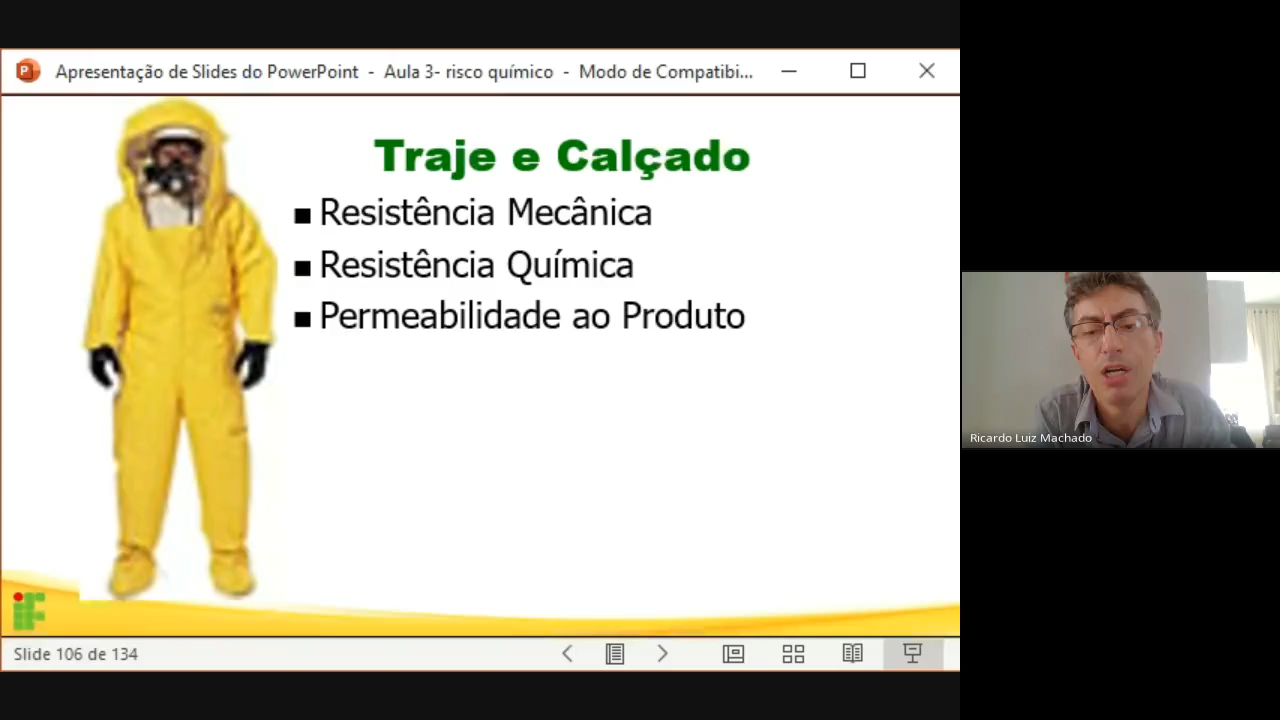 Apresentação de Slides do PowerPoint - Aula 3- risco químico - Modo de Compatibi...
Traje e Calçado
■ Resistência Mecânica
■ Resistência Química
■ Permeabilidade ao Produto
Ricardo Luiz Machado
Slide 106 de 134